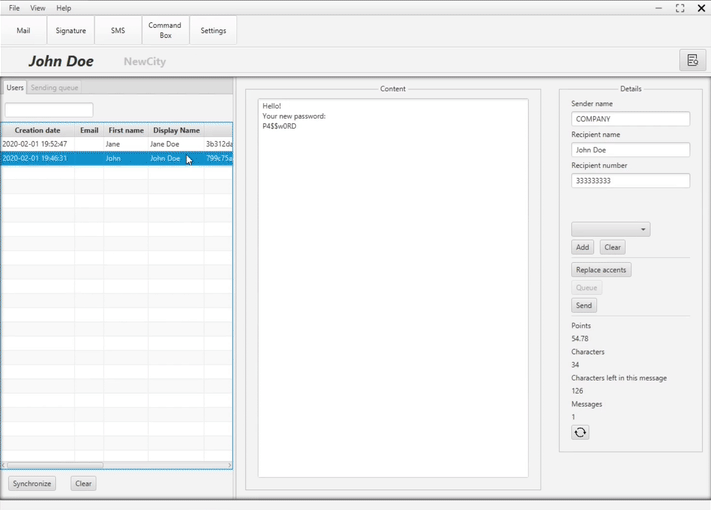 File View Help
Mail Signature SMS Command Box Settings
John Doe NewCity
Users Sending queue
Creation date Email First name Display Name
2020-02-01 19:52:47 Jane Jane Doe 3b312da
2020-02-01 19:46:31 John John Doe 799c75a
Synchronize Clear
Content
Hello!
Your new password:
P4$$w0RD
Details
Sender name
COMPANY
Recipient name
John Doe
Recipient number
333333333
Add Clear
Replace accents
Queue
Send
Points
54.78
Characters
34
Characters left in this message
126
Messages
1